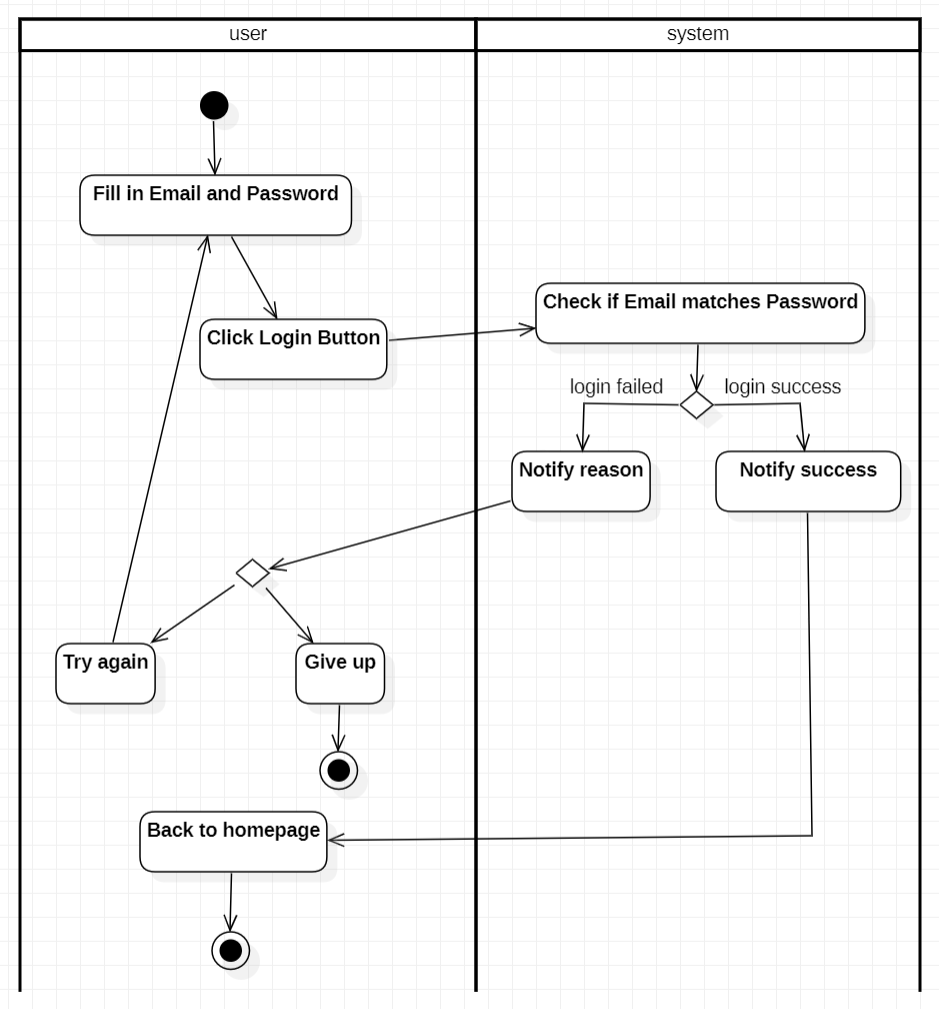 user
system
Fill in Email and Password
Check if Email matches Password
Click Login Button
login failed
login success
Notify reason
Notify success
Try again
Give up
Back to homepage